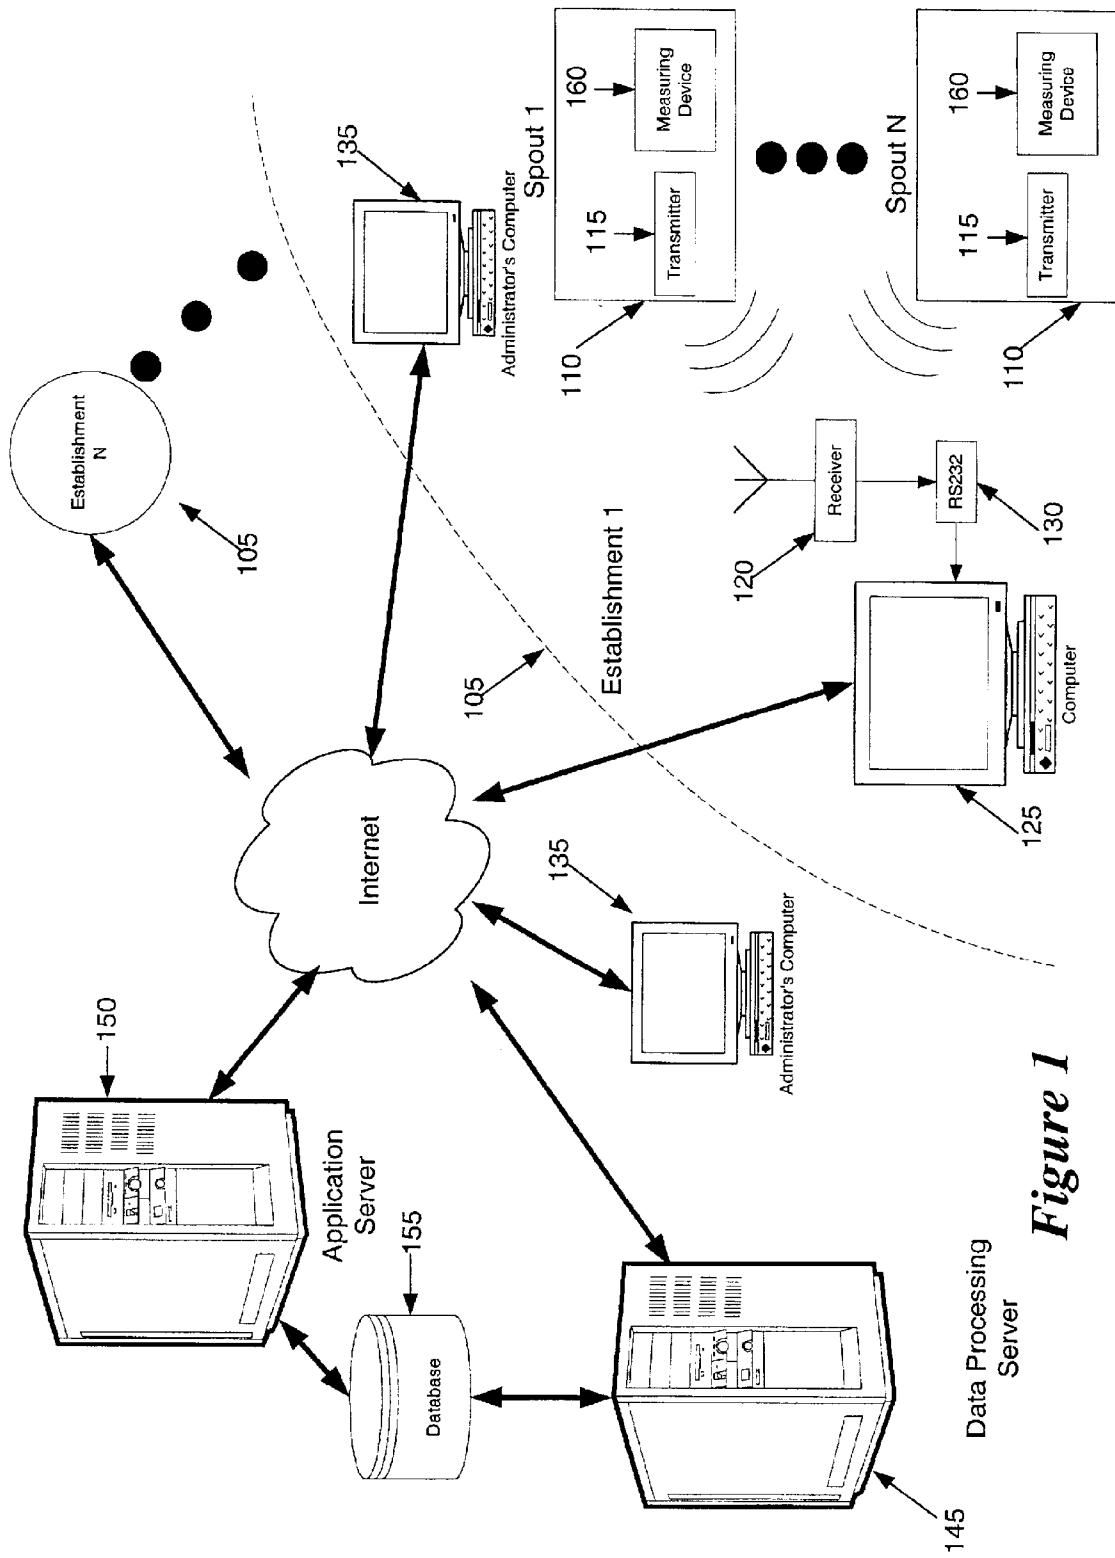 150
Application
Server
155
Database
145
Data Processing
Server
Internet
135
Administrator's Computer
Establishment
N
105
135
Administrator's Computer
105
Establishment 1
Spout 1
160
Measuring
Device
115
Transmitter
110
Spout N
160
Measuring
Device
115
Transmitter
110
120
Receiver
RS232
130
125
Computer
Figure 1